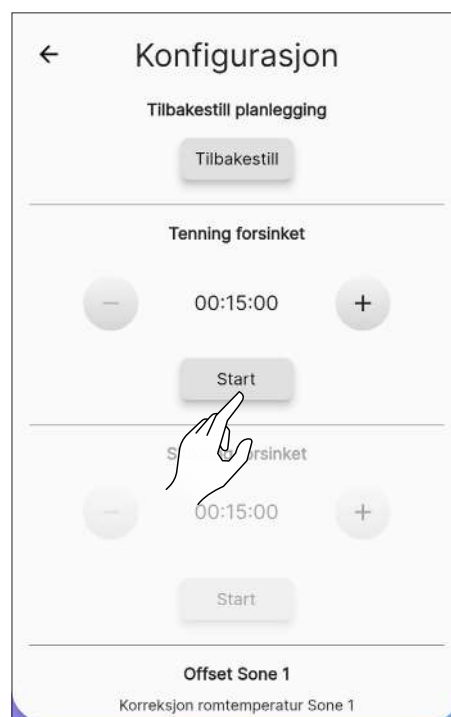 Konfigurasjon
Tilbakestill planlegging
Tilbakestill
Tenning forsinket
− 00:15:00 +
Start
− 00:15:00 +
Start
Offset Sone 1
Korreksjon romtemperatur Sone 1